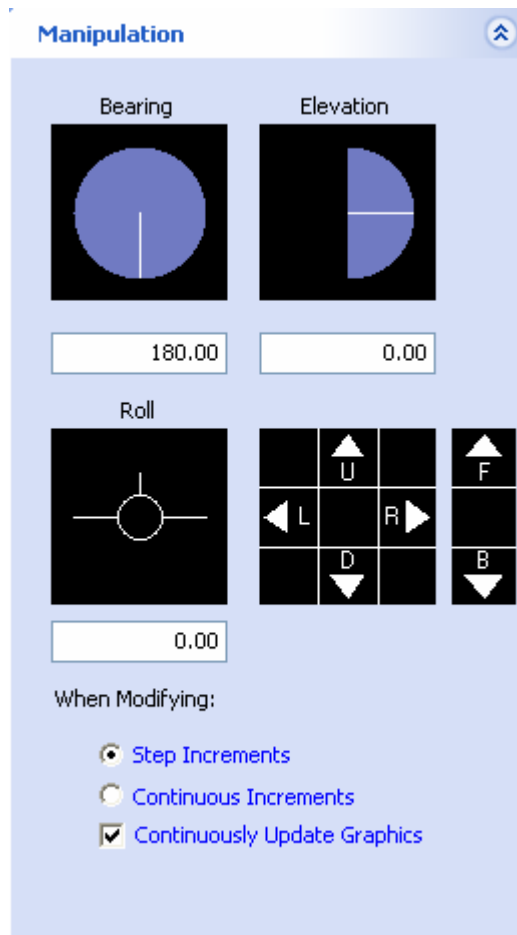 Manipulation
Bearing Elevation
180.00 0.00
Roll
U F
L R
D B
0.00
When Modifying:
Step Increments
Continuous Increments
Continuously Update Graphics